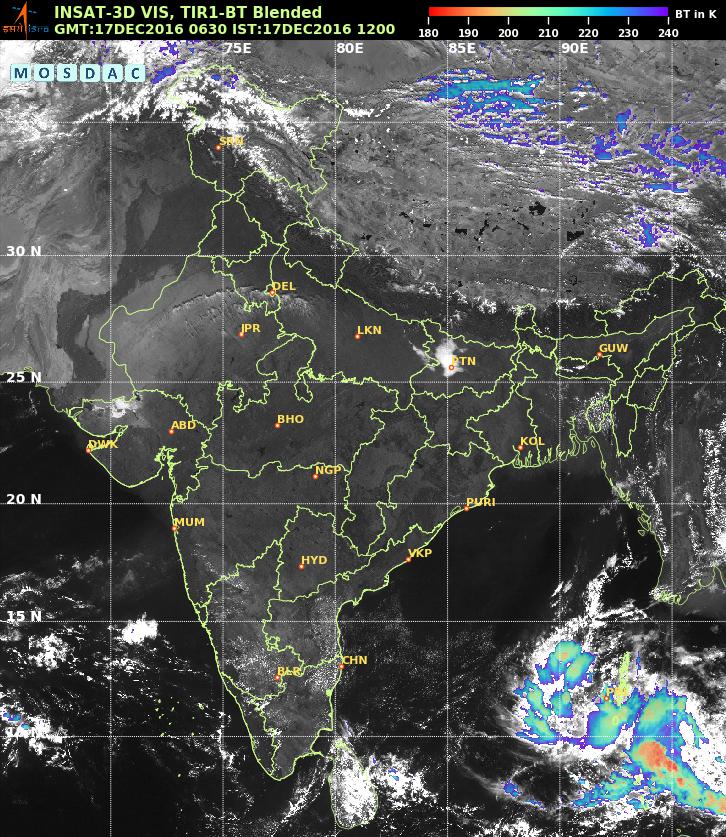 INSAT-3D VIS, TIR1-BT Blended
GMT:17DEC2016 0630 IST:17DEC2016 1200
BT in K
180 190 200 210 220 230 240
75E 80E 85E 90E
MOSDAC
SRN
30 N
DEL
JPR
LKN
GUW
PTN
25 N
ABD
BHO
DWK
KOL
NGP
20 N
PURI
MUM
VKP
HYD
15 N
CHN
BLR